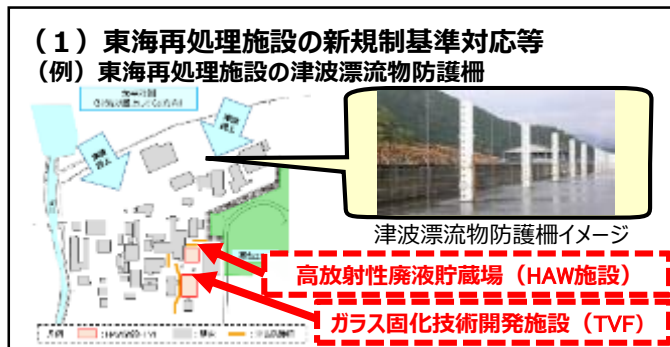 （１）東海再処理施設の新規制基準対応等
（例）東海再処理施設の津波漂流物防護柵
津波漂流物防護柵イメージ
高放射性廃液貯蔵場（HAW施設）
ガラス固化技術開発施設（TVF）